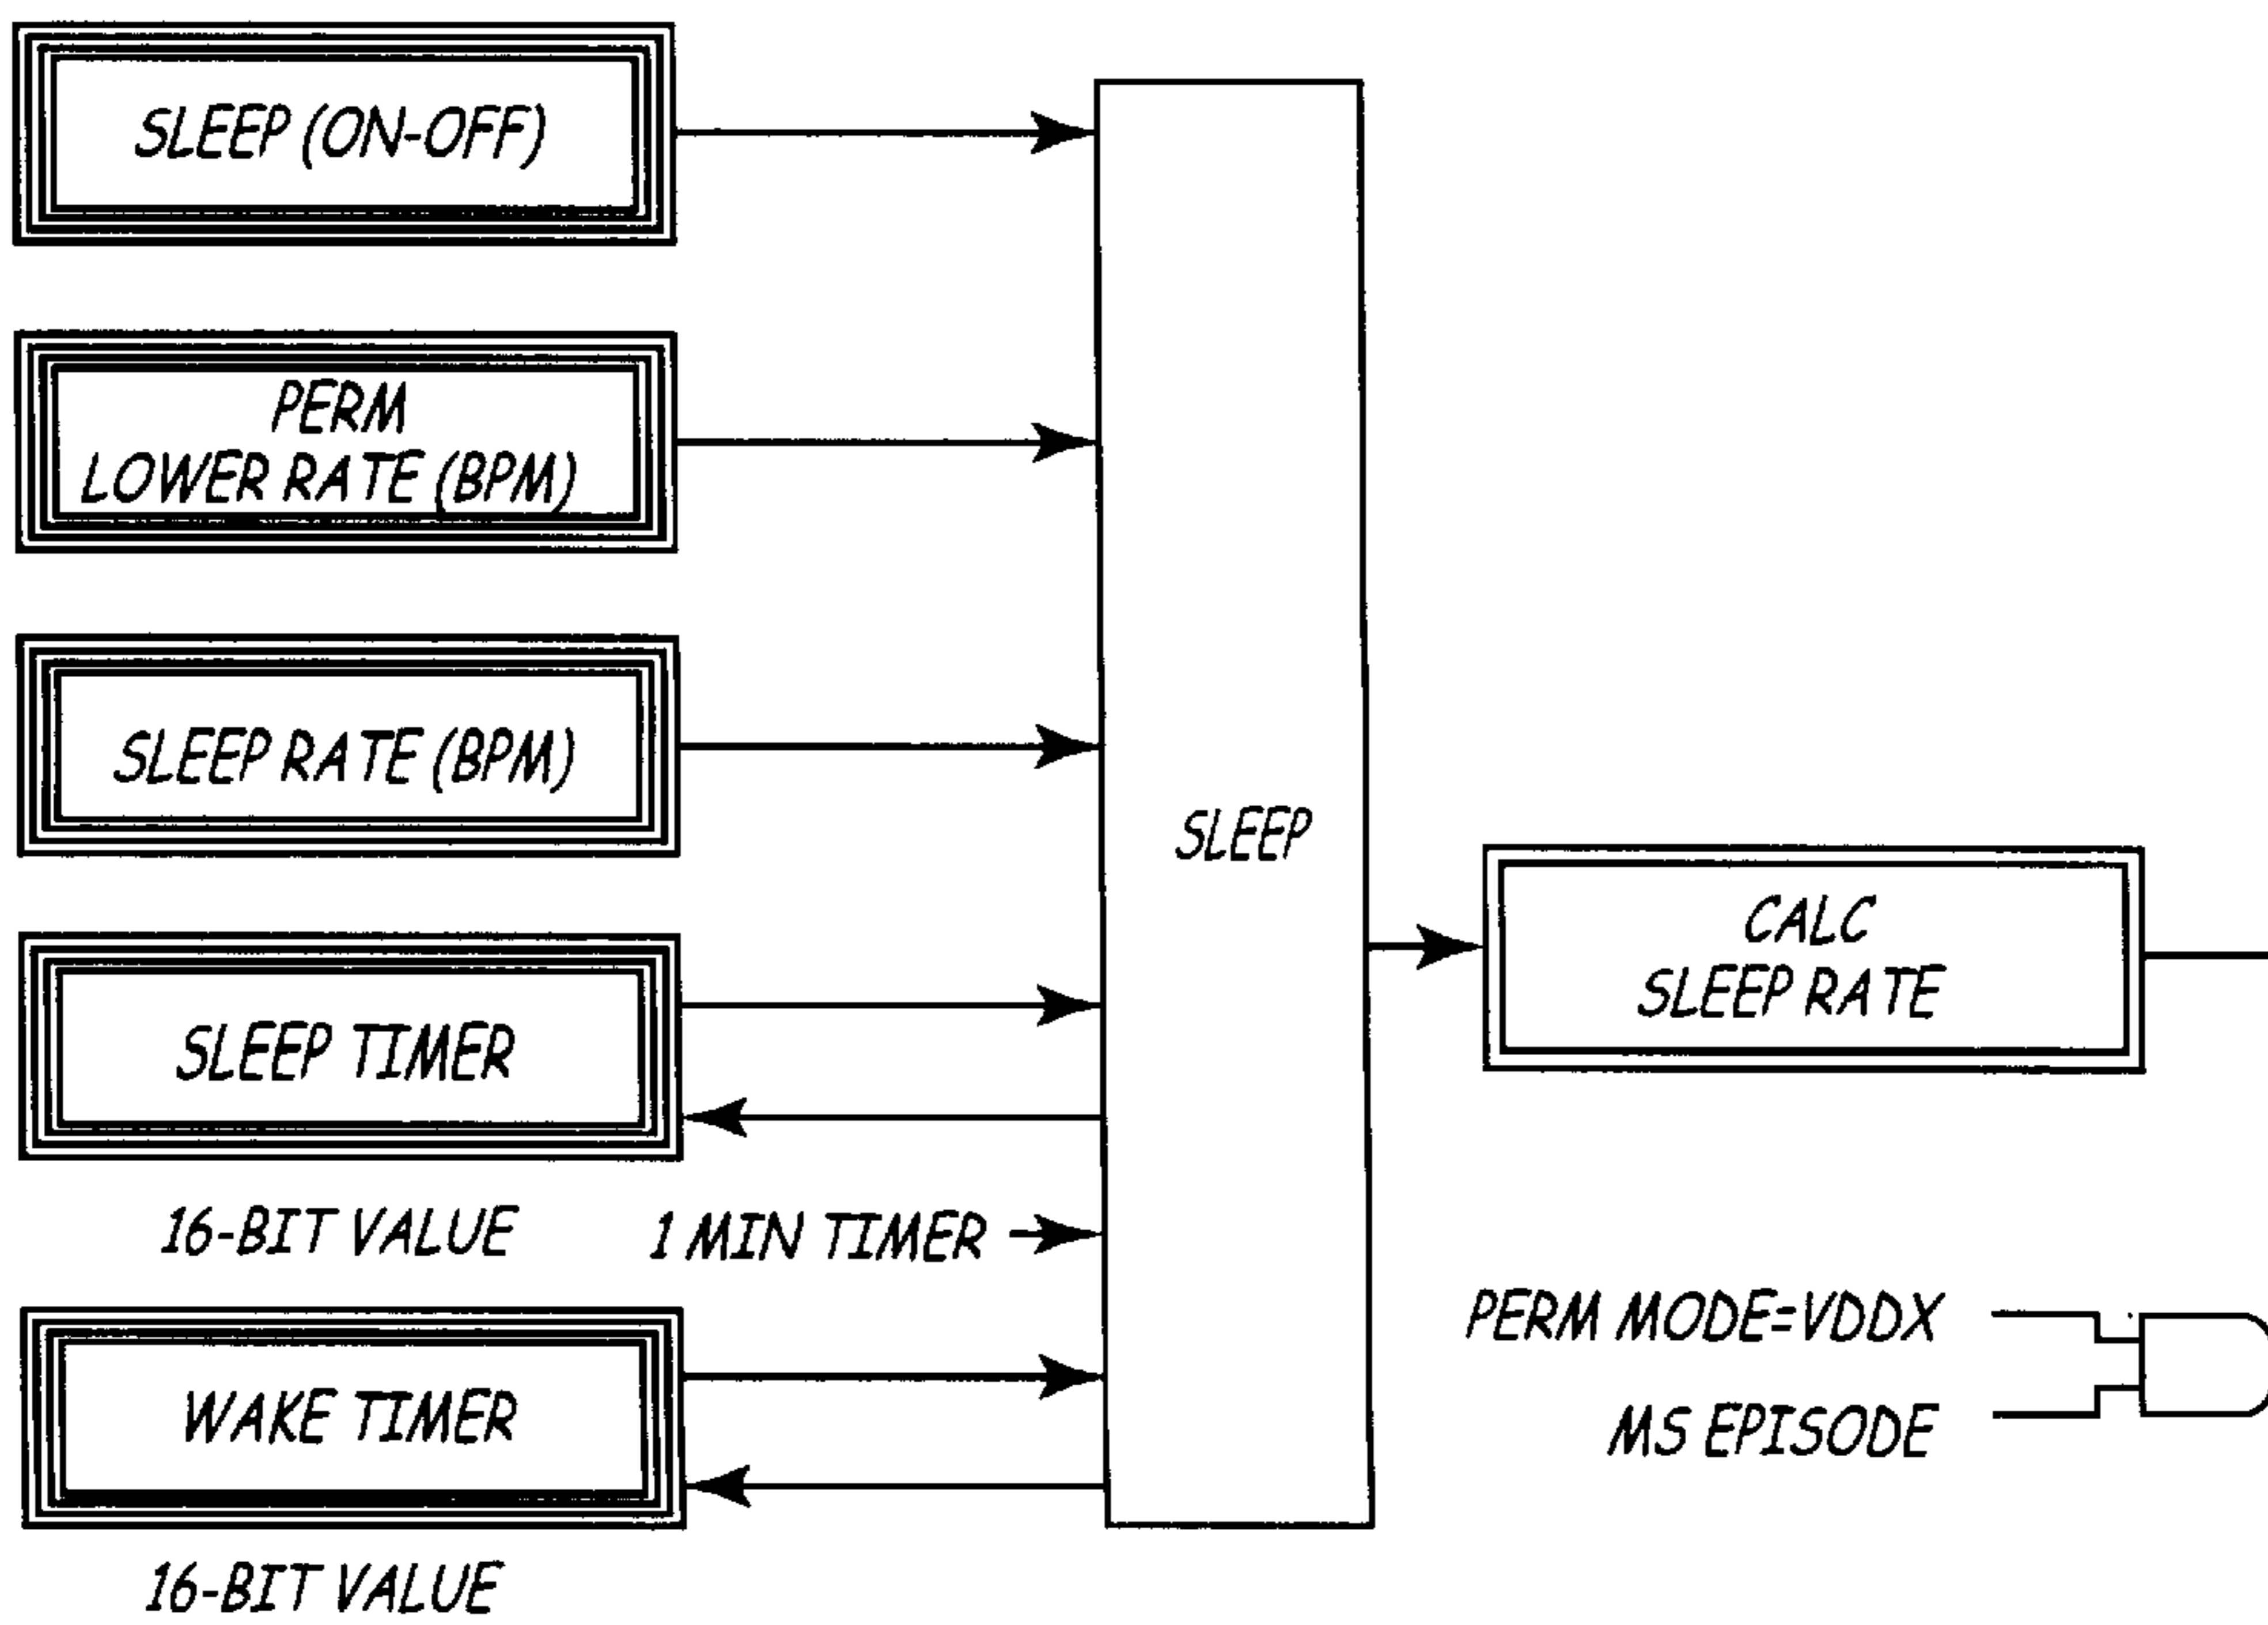 SLEEP (ON-OFF)
PERM
LOWER RATE (BPM)
SLEEP RATE (BPM)
SLEEP
CALC
SLEEP RATE
SLEEP TIMER
16-BIT VALUE
1 MIN TIMER
PERM MODE=VDDX
MS EPISODE
WAKE TIMER
16-BIT VALUE